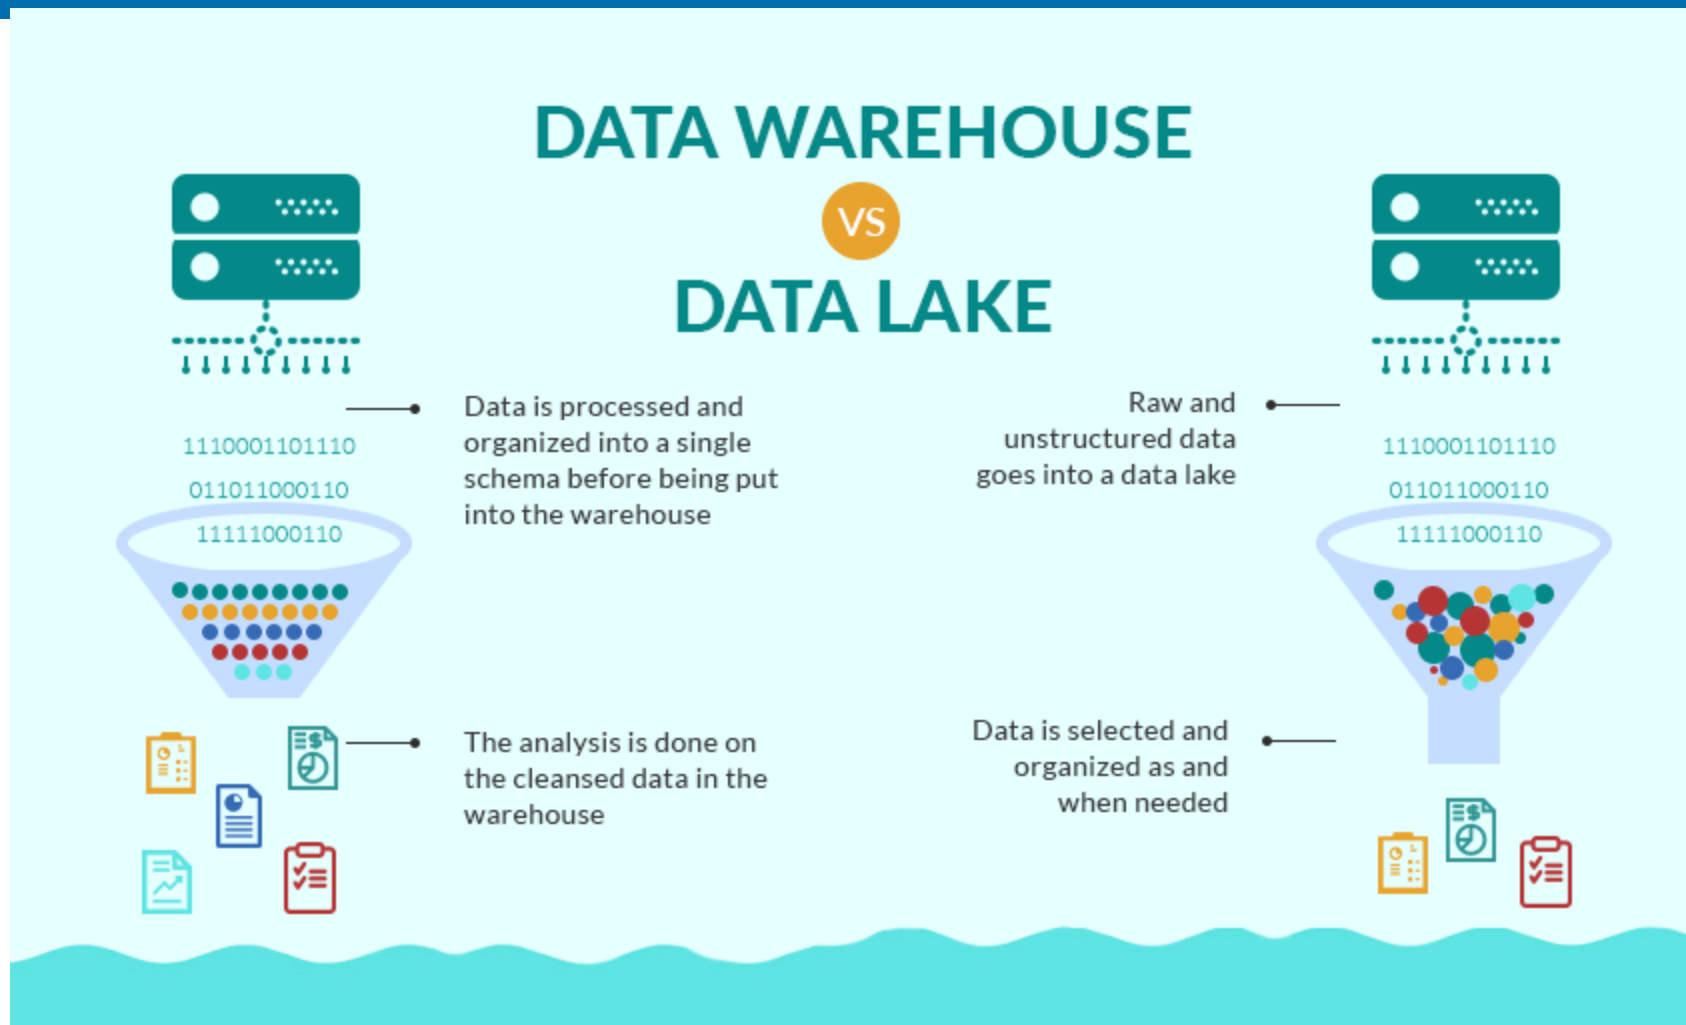 DATA WAREHOUSE
VS
DATA LAKE
Data is processed and
organized into a single
schema before being put
into the warehouse
1110001101110
011011000110
11111000110
The analysis is done on
the cleansed data in the
warehouse
Raw and
unstructured data
goes into a data lake
1110001101110
011011000110
11111000110
Data is selected and
organized as and
when needed